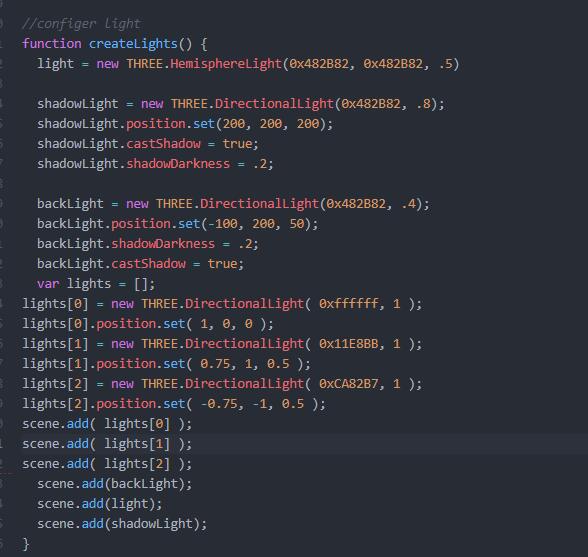 //configer light
function createLights() {
  light = new THREE.HemisphereLight(0x482B82, 0x482B82, .5)

  shadowLight = new THREE.DirectionalLight(0x482B82, .8);
  shadowLight.position.set(200, 200, 200);
  shadowLight.castShadow = true;
  shadowLight.shadowDarkness = .2;

  backLight = new THREE.DirectionalLight(0x482B82, .4);
  backLight.position.set(-100, 200, 50);
  backLight.shadowDarkness = .2;
  backLight.castShadow = true;
  var lights = [];
lights[0] = new THREE.DirectionalLight( 0xffffff, 1 );
lights[0].position.set( 1, 0, 0 );
lights[1] = new THREE.DirectionalLight( 0x11E8BB, 1 );
lights[1].position.set( 0.75, 1, 0.5 );
lights[2] = new THREE.DirectionalLight( 0xCA82B7, 1 );
lights[2].position.set( -0.75, -1, 0.5 );
scene.add( lights[0] );
scene.add( lights[1] );
scene.add( lights[2] );
  scene.add(backLight);
  scene.add(light);
  scene.add(shadowLight);
}